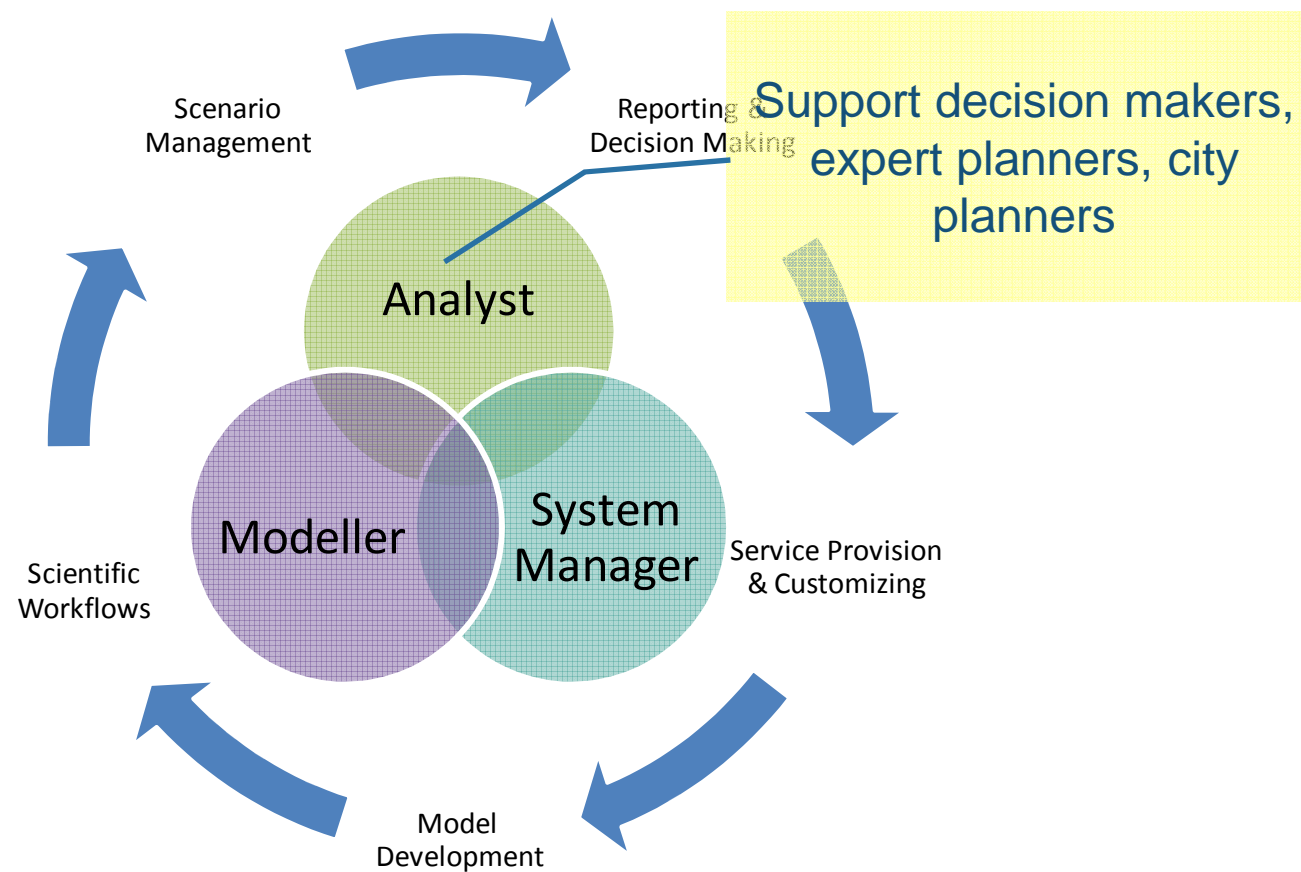 Scenario
Management
Reporting &
Decision Making
Support decision makers,
expert planners, city
planners
Analyst
Modeller
System
Manager
Service Provision
& Customizing
Scientific
Workflows
Model
Development